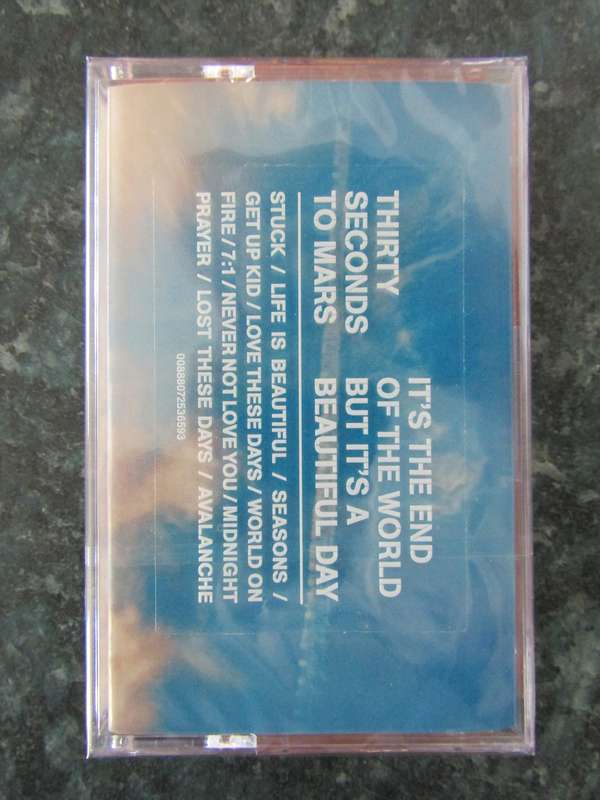 IT'S THE END
OF THE WORLD
THIRTY
SECONDS BUT IT'S A
TO MARS BEAUTIFUL DAY
STUCK / LIFE IS BEAUTIFUL / SEASONS /
GET UP KID / LOVE THESE DAYS / WORLD ON
FIRE / 7:1 / NEVER NOT LOVE YOU / MIDNIGHT
PRAYER / LOST THESE DAYS / AVALANCHE
00888072536593